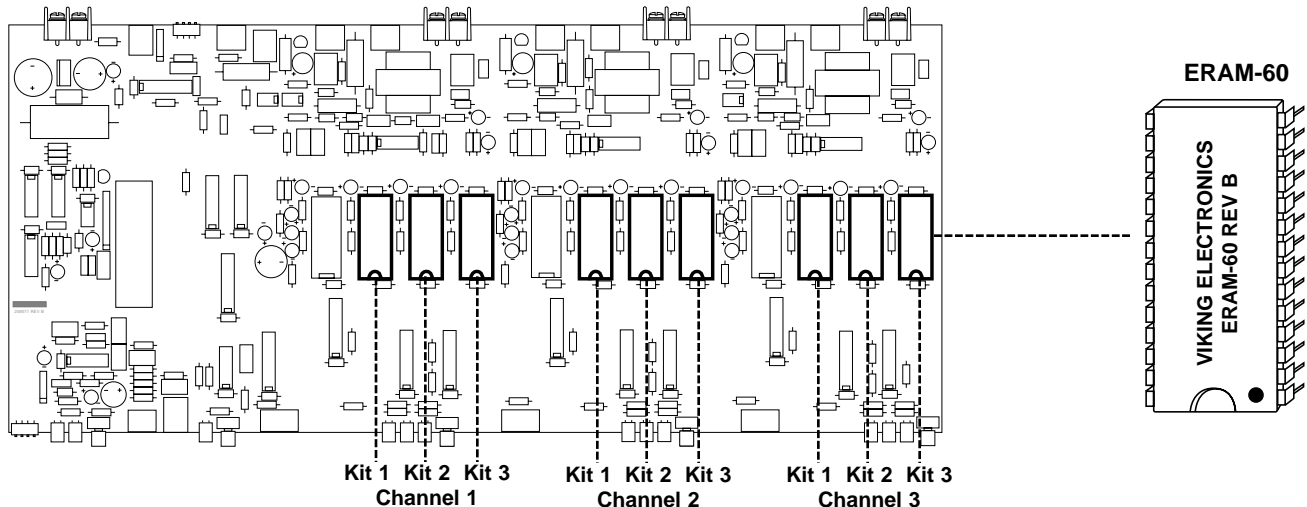 ERAM-60
VIKING ELECTRONICS
ERAM-60 REV B
Kit 1 Kit 2 Kit 3
Channel 1
Kit 1 Kit 2 Kit 3
Channel 2
Kit 1 Kit 2 Kit 3
Channel 3